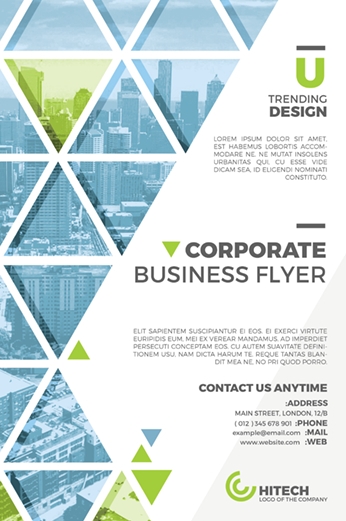 U
TRENDING
DESIGN
LOREM IPSUM DOLOR SIT AMET,
EST HABEMUS LOBORTIS ACCOM-
MODARE NE, NE MUTAT INSOLENS
URBANITAS QUI, CU ESSE VIDE
DICAM SEA, ID ELIGENDI NOMINATI
CONSTITUTO.
CORPORATE
BUSINESS FLYER
ELIT SAPIENTEM SUSCIPIANTUR EI EOS. EI EXERCI VIRTUTE
EURIPIDIS EUM, MEI EX VEREAR MANDAMUS. AD IMPERDIET
PERSECUTI CONCEPTAM EOS. CU AEQUE SUAVITATE DEFINI-
TIONEM VIS. NAM DICTA HARUM TE. REQUE TANTAS BLAN-
DIT MEA NE, NO PRI QUOD PORRO.
CONTACT US ANYTIME
:ADDRESS
MAIN STREET, LONDON, 12/B
( 012 ) 345 678 901 :PHONE
example@email.com :MAIL
www.website.com :WEB
HITECH
LOGO OF THE COMPANY